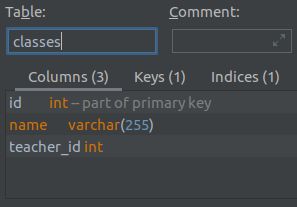 Table: Comment:
classes
Columns (3) Keys (1) Indices (1)
id int -- part of primary key
name varchar(255)
teacher_id int